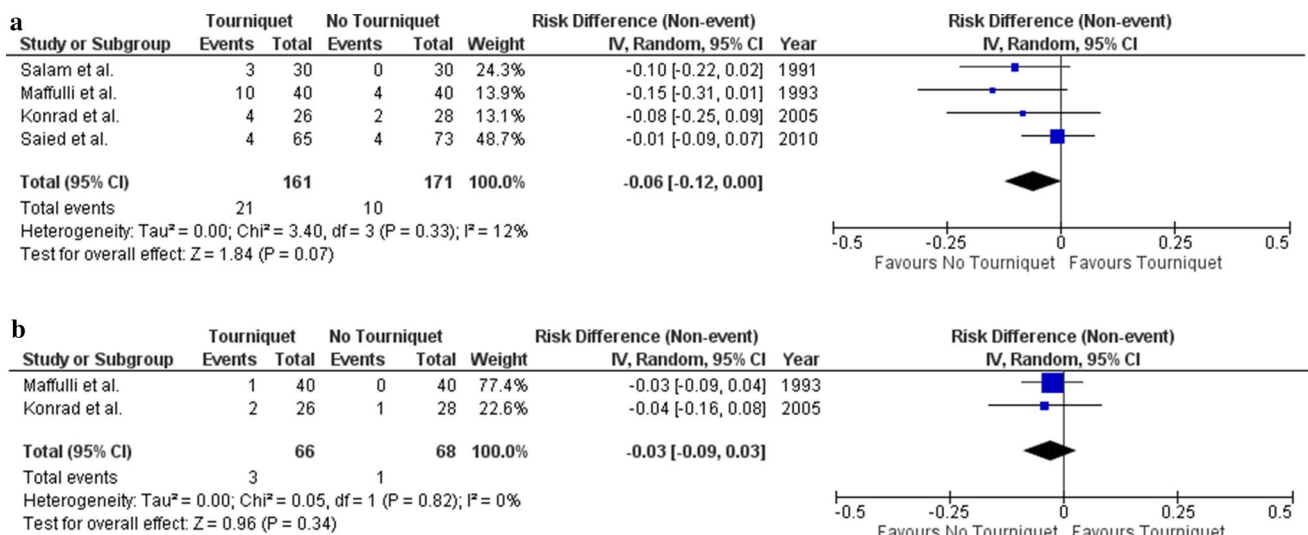 a
Tourniquet No Tourniquet Risk Difference (Non-event) Risk Difference (Non-event)
Study or Subgroup Events Total Events Total Weight IV, Random, 95% CI Year IV, Random, 95% CI
Salam et al. 3 30 0 30 24.3% -0.10 [-0.22, 0.02] 1991
Maffulli et al. 10 40 4 40 13.9% -0.15 [-0.31, 0.01] 1993
Konrad et al. 4 26 2 28 13.1% -0.08 [-0.25, 0.09] 2005
Saied et al. 4 65 4 73 48.7% -0.01 [-0.09, 0.07] 2010
Total (95% CI) 161 171 100.0% -0.06 [-0.12, 0.00]
Total events 21 10
Heterogeneity: Tau² = 0.00; Chi² = 3.40, df = 3 (P = 0.33); I² = 12%
Test for overall effect: Z = 1.84 (P = 0.07)
-0.5 -0.25 0 0.25 0.5
Favours No Tourniquet Favours Tourniquet
b
Tourniquet No Tourniquet Risk Difference (Non-event) Risk Difference (Non-event)
Study or Subgroup Events Total Events Total Weight IV, Random, 95% CI Year IV, Random, 95% CI
Maffulli et al. 1 40 0 40 77.4% -0.03 [-0.09, 0.04] 1993
Konrad et al. 2 26 1 28 22.6% -0.04 [-0.16, 0.08] 2005
Total (95% CI) 66 68 100.0% -0.03 [-0.09, 0.03]
Total events 3 1
Heterogeneity: Tau² = 0.00; Chi² = 0.05, df = 1 (P = 0.82); I² = 0%
Test for overall effect: Z = 0.96 (P = 0.34)
-0.5 -0.25 0 0.25 0.5
Favours No Tourniquet Favours Tourniquet